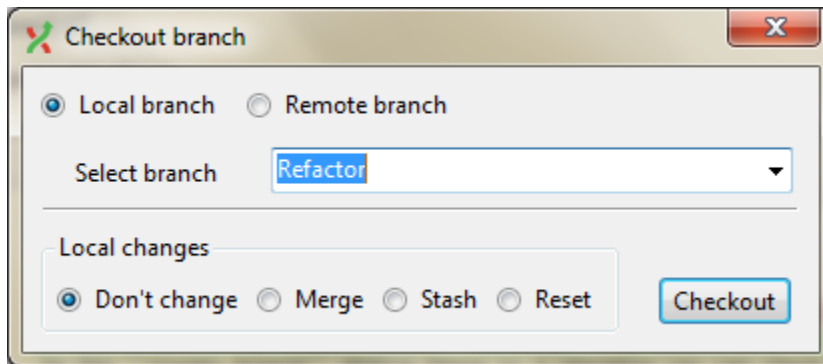 Checkout branch
Local branch Remote branch
Select branch Refactor
Local changes
Don't change Merge Stash Reset Checkout